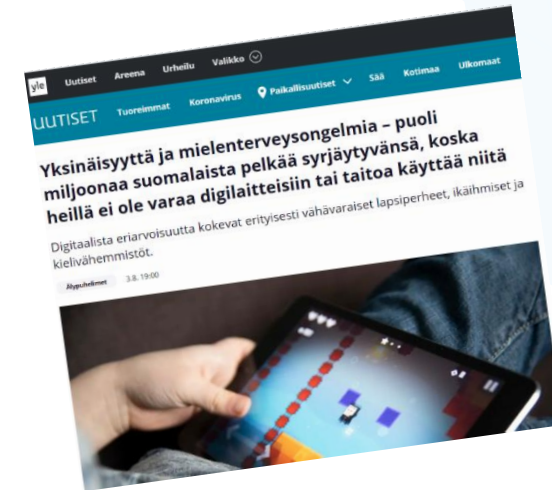 yle Uutiset Areena Urheilu Valikko
UUTISET Tuoreimmat Koronavirus Paikallisuutiset Sää Kotimaa Ulkomaat
Yksinäisyyttä ja mielenterveysongelmia – puoli
miljoonaa suomalaista pelkää syrjäytyvänsä, koska
heillä ei ole varaa digilaitteisiin tai taitoa käyttää niitä
Digitaalista eriarvoisuutta kokevat erityisesti vähävaraiset lapsiperheet, ikäihmiset ja
kielivähemmistöt.
Älypuhelimet 3.8. 19:00